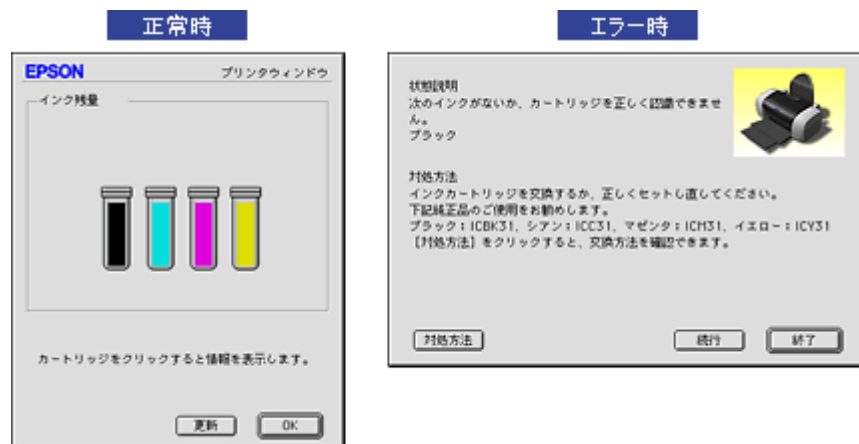 正常時
EPSON
プリンタウィンドウ
インク残量
カートリッジをクリックすると情報を表示します。
更新
OK
エラー時
状態説明
次のインクがないか、カートリッジを正しく認識できませ
ん。
ブラック
対処方法
インクカートリッジを交換するか、正しくセットし直してください。
下記純正品のご使用をお勧めします。
ブラック：ICBK31、シアン：ICC31、マゼンタ：ICM31、イエロー：ICY31
［対処方法］をクリックすると、交換方法を確認できます。
対処方法
続行
終了